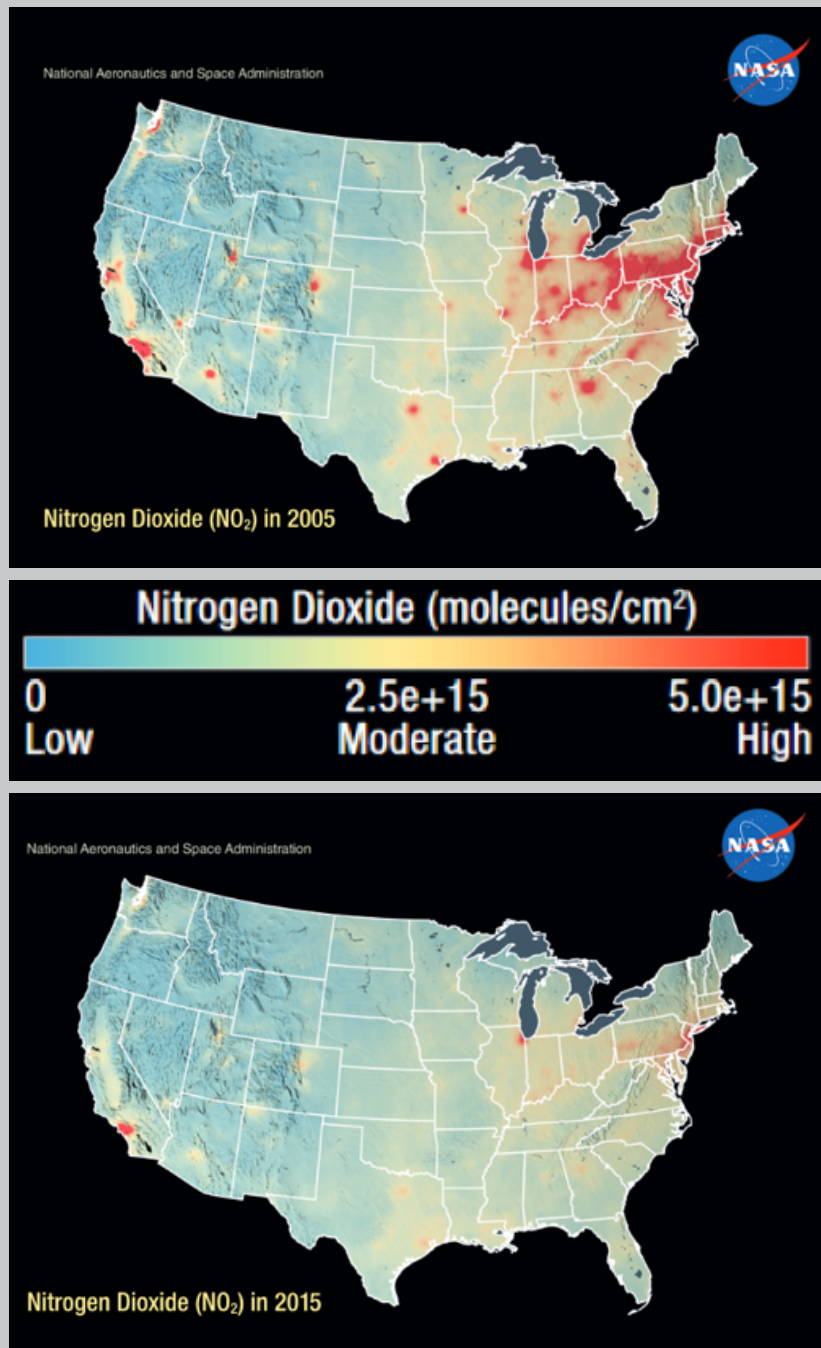 National Aeronautics and Space Administration
NASA
Nitrogen Dioxide (NO₂) in 2005
Nitrogen Dioxide (molecules/cm²)
0 2.5e+15 5.0e+15
Low Moderate High
National Aeronautics and Space Administration
NASA
Nitrogen Dioxide (NO₂) in 2015